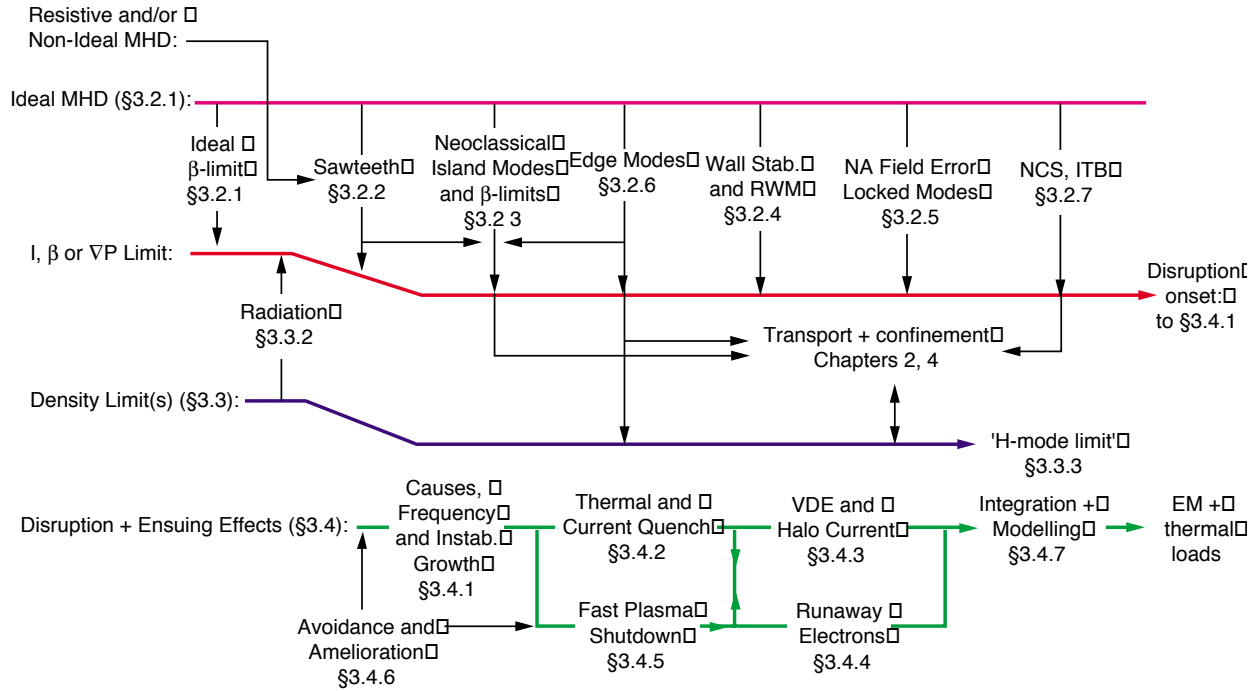 Resistive and/or
Non-Ideal MHD:
Ideal MHD (§3.2.1):
Ideal
β-limit
§3.2.1
Sawteeth
§3.2.2
Neoclassical
Island Modes
and β-limits
§3.2 3
Edge Modes
§3.2.6
Wall Stab.
and RWM
§3.2.4
NA Field Error
Locked Modes
§3.2.5
NCS, ITB
§3.2.7
I, β or ∇P Limit:
Disruption
onset:
to §3.4.1
Radiation
§3.3.2
Transport + confinement
Chapters 2, 4
Density Limit(s) (§3.3):
'H-mode limit'
§3.3.3
Disruption + Ensuing Effects (§3.4):
Causes,
Frequency
and Instab.
Growth
§3.4.1
Thermal and
Current Quench
§3.4.2
VDE and
Halo Current
§3.4.3
Integration +
Modelling
§3.4.7
EM +
thermal
loads
Avoidance and
Amelioration
§3.4.6
Fast Plasma
Shutdown
§3.4.5
Runaway
Electrons
§3.4.4